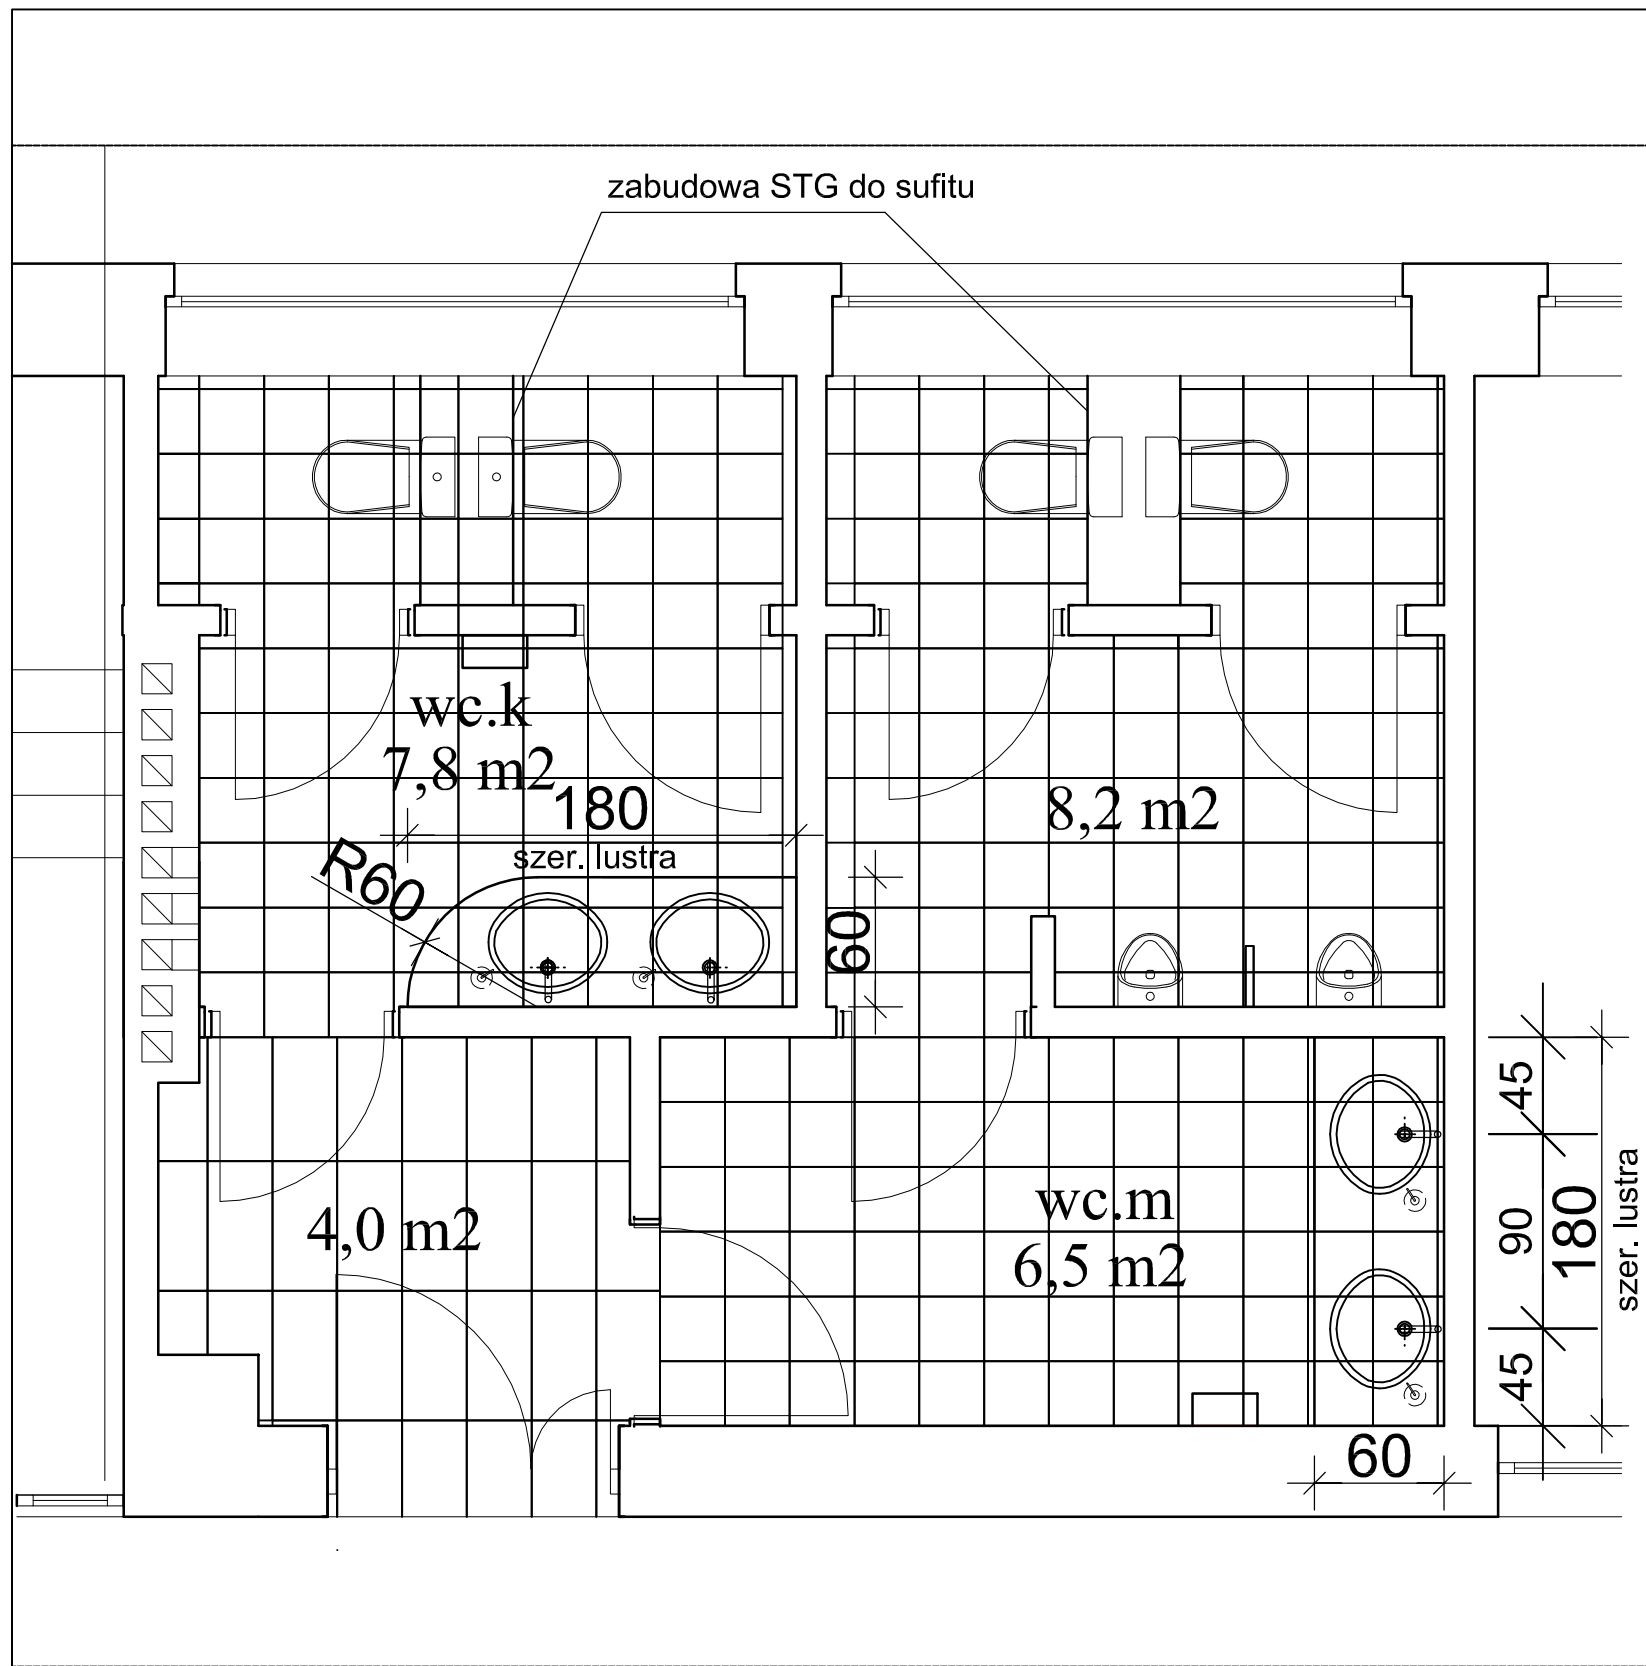 zabudowa STG do sufitu
wc.k
7,8 m2
180
szer. lustra
R60
60
8,2 m2
4,0 m2
wc.m
6,5 m2
45
90
45
180
szer. lustra
60